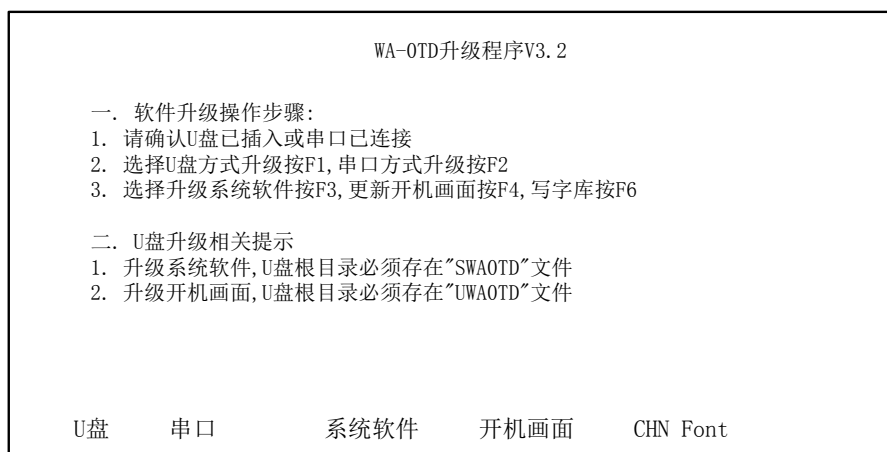 WA-OTD升级程序V3.2
一. 软件升级操作步骤:
1. 请确认U盘已插入或串口已连接
2. 选择U盘方式升级按F1,串口方式升级按F2
3. 选择升级系统软件按F3,更新开机画面按F4,写字库按F6
二. U盘升级相关提示
1. 升级系统软件,U盘根目录必须存在"SWAOTD"文件
2. 升级开机画面,U盘根目录必须存在"UWAOTD"文件
U盘 串口 系统软件 开机画面 CHN Font